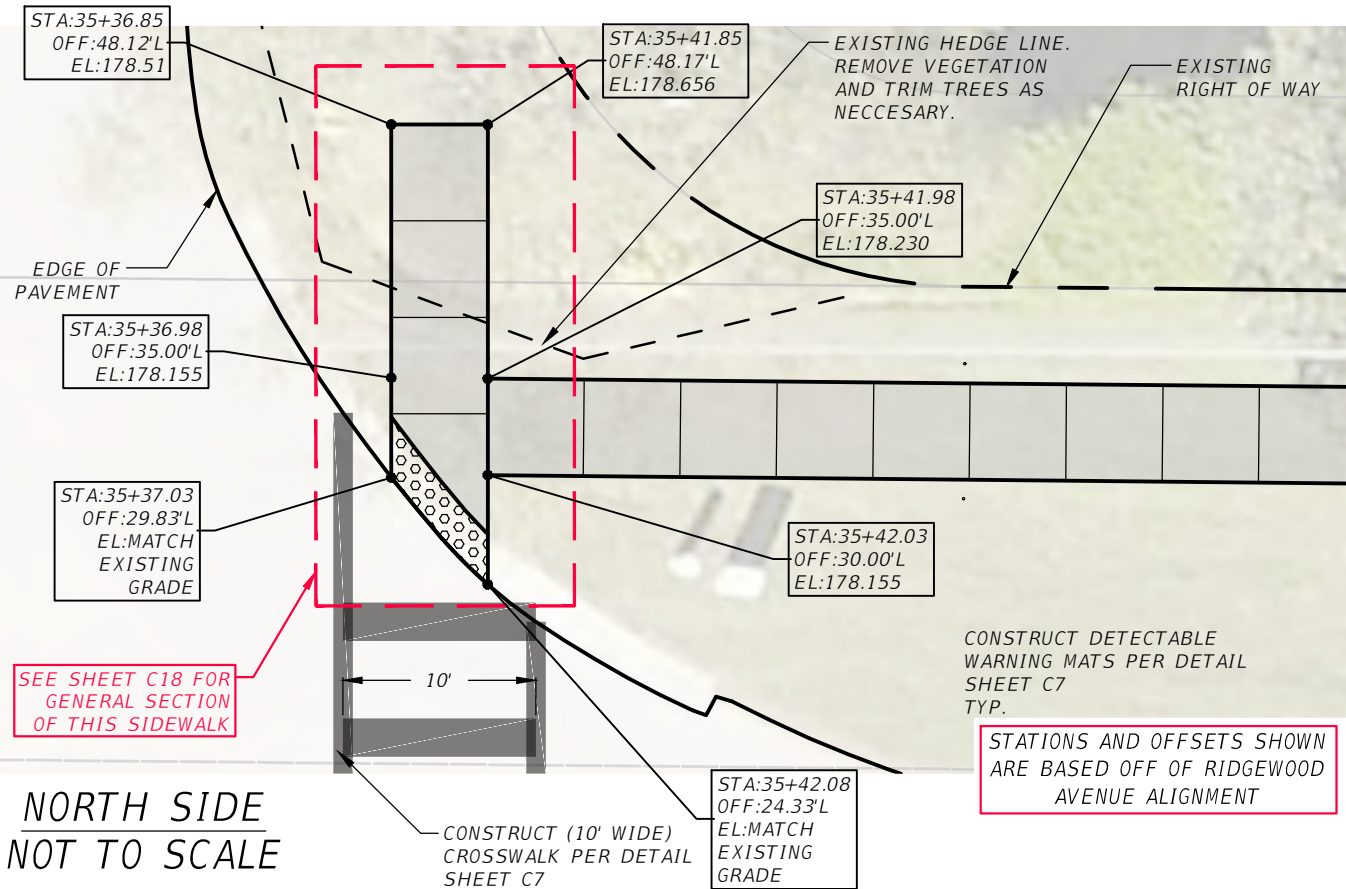 STA:35+36.85
OFF:48.12'L
EL:178.51
STA:35+41.85
OFF:48.17'L
EL:178.656
EXISTING HEDGE LINE.
REMOVE VEGETATION
AND TRIM TREES AS
NECCESARY.
EXISTING
RIGHT OF WAY
STA:35+41.98
OFF:35.00'L
EL:178.230
EDGE OF
PAVEMENT
STA:35+36.98
OFF:35.00'L
EL:178.155
STA:35+37.03
OFF:29.83'L
EL:MATCH
EXISTING
GRADE
STA:35+42.03
OFF:30.00'L
EL:178.155
SEE SHEET C18 FOR
GENERAL SECTION
OF THIS SIDEWALK
10'
CONSTRUCT DETECTABLE
WARNING MATS PER DETAIL
SHEET C7
TYP.
STATIONS AND OFFSETS SHOWN
ARE BASED OFF OF RIDGEWOOD
AVENUE ALIGNMENT
STA:35+42.08
OFF:24.33'L
EL:MATCH
EXISTING
GRADE
CONSTRUCT (10' WIDE)
CROSSWALK PER DETAIL
SHEET C7
NORTH SIDE
NOT TO SCALE